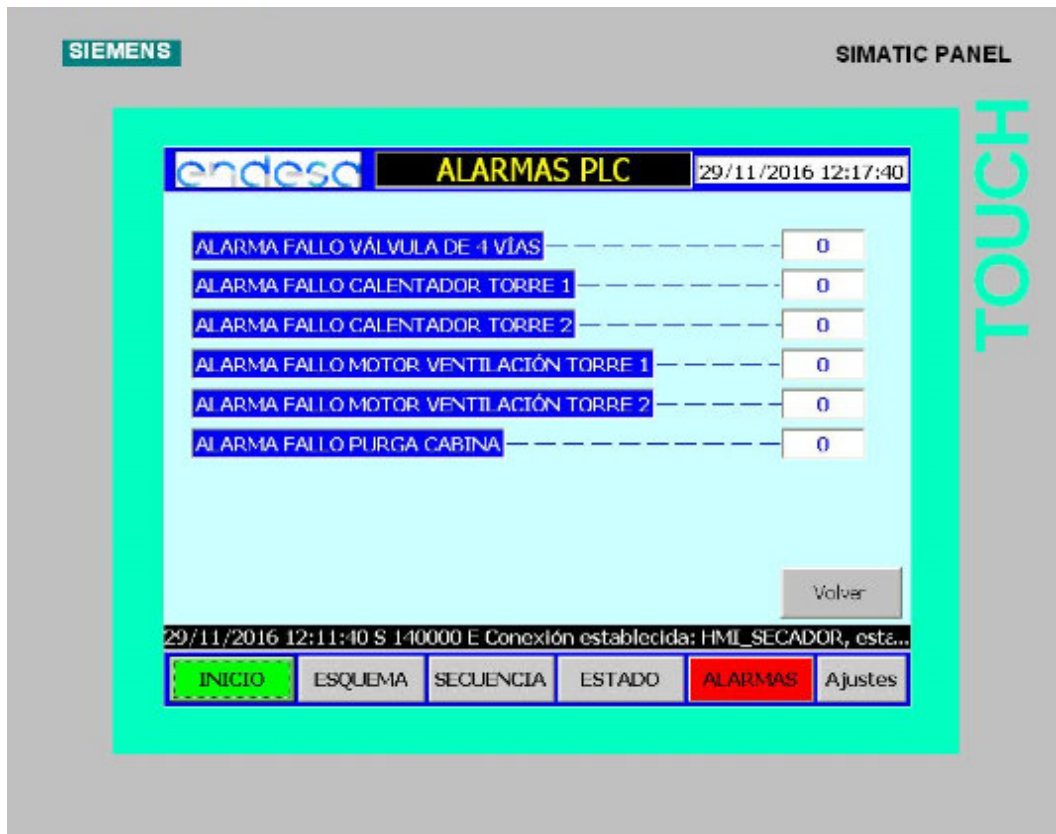 SIEMENS
SIMATIC PANEL
TOUCH
endesa
ALARMAS PLC
29/11/2016 12:17:40
ALARMA FALLO VÁLVULA DE 4 VÍAS 0
ALARMA FALLO CALENTADOR TORRE 1 0
ALARMA FALLO CALENTADOR TORRE 2 0
ALARMA FALLO MOTOR VENTILACIÓN TORRE 1 0
ALARMA FALLO MOTOR VENTILACIÓN TORRE 2 0
ALARMA FALLO PURGA CABINA 0
Volver
29/11/2016 12:11:40 S 140000 E Conexión establecida: HMI_SECADOR, esta...
INICIO ESQUEMA SECUENCIA ESTADO ALARMAS Ajustes